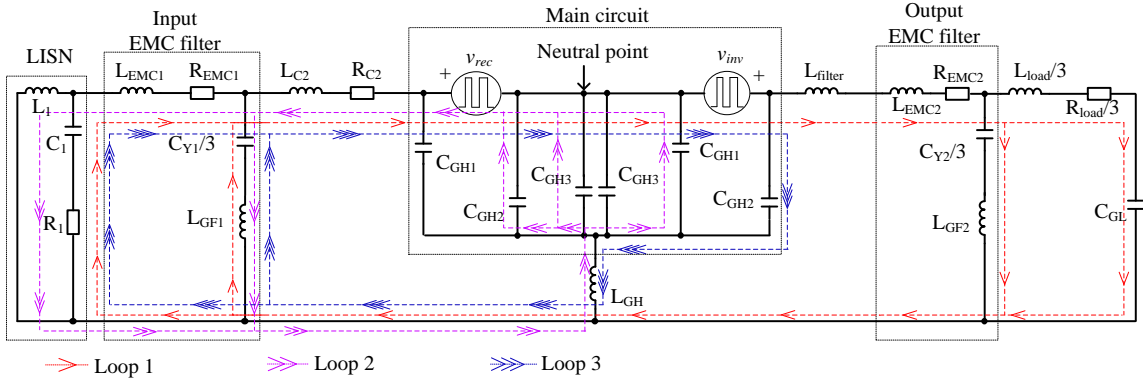 Input
EMC filter
Main circuit
Output
EMC filter
LISN
Neutral point
L_EMC1
R_EMC1
L_C2
R_C2
+
v_rec
v_inv
+
L_filter
R_EMC2
L_EMC2
L_load/3
R_load/3
L_1
C_1
C_Y1/3
C_GH1
C_GH3
C_GH3
C_GH1
C_Y2/3
C_GH2
C_GH2
R_1
L_GF1
L_GF2
C_GL
L_GH
Loop 1
Loop 2
Loop 3